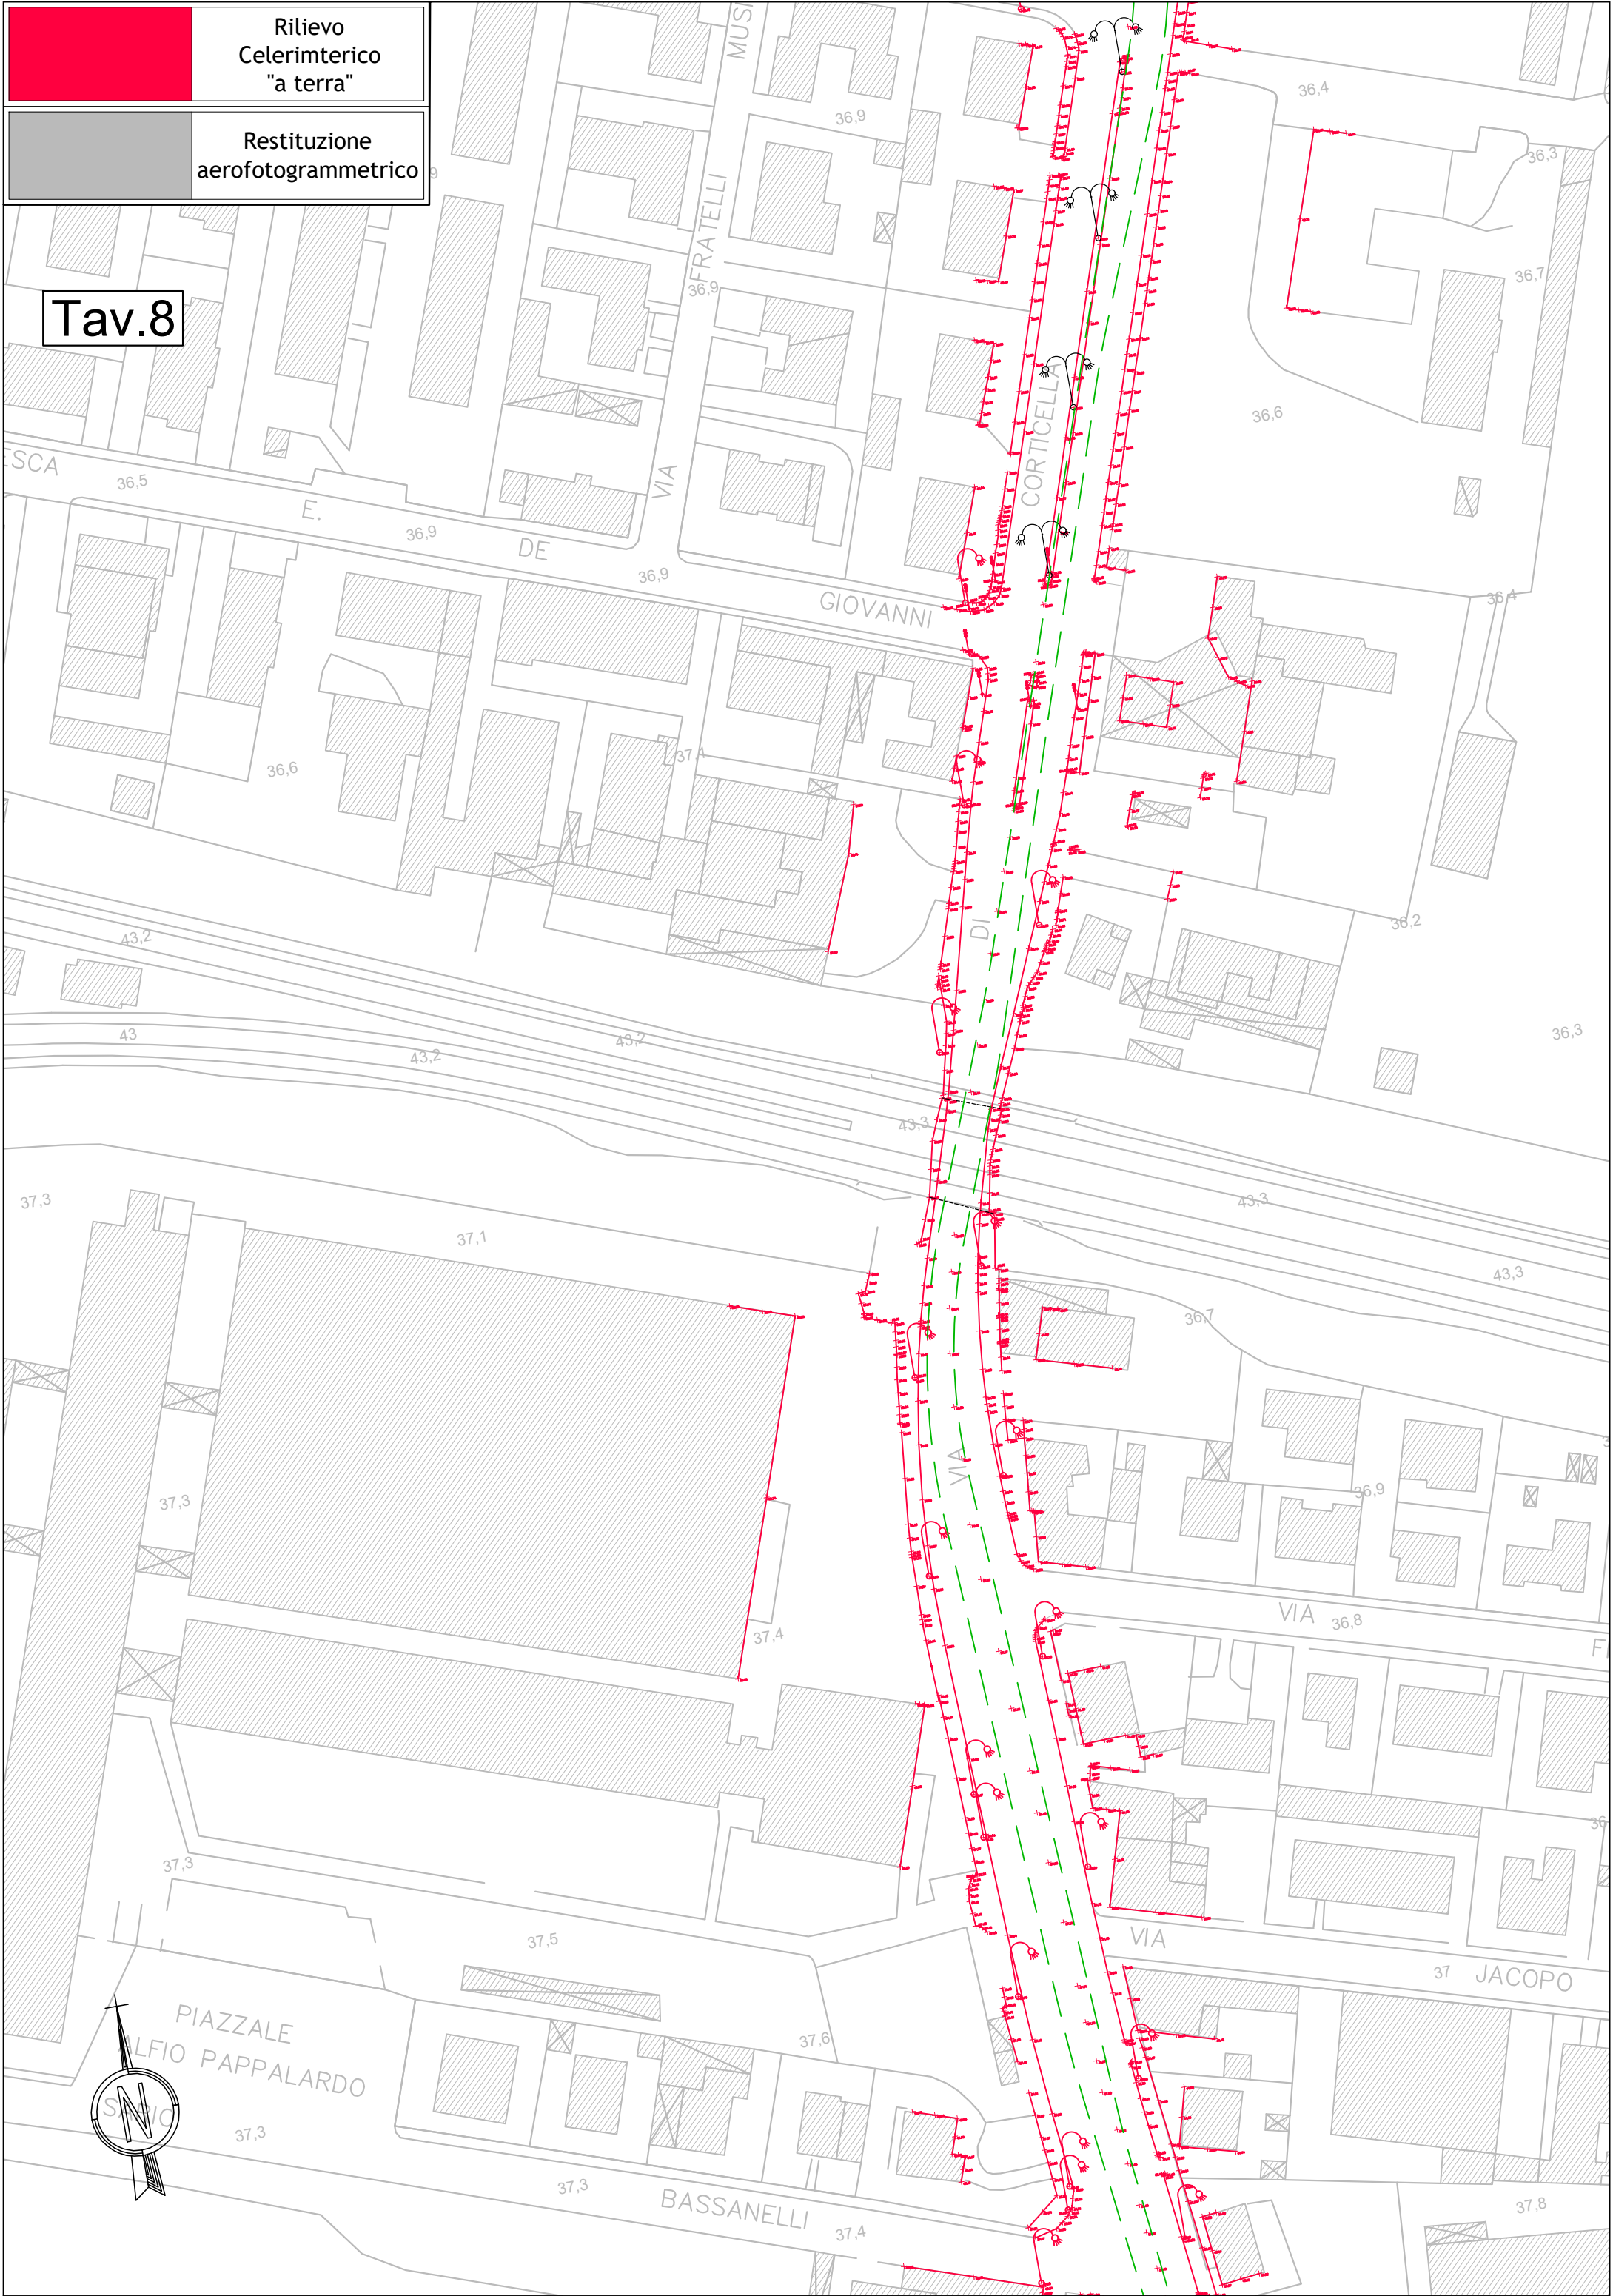 Rilievo
Celerimterico
"a terra"
Restituzione
aerofotogrammetrico
Tav.8
36,4
36,9
36,3
FRATELLI
36,9
36,7
CORTICELLA
36,6
ESCA
36,5
VIA
E.
36,9
DE
36,9
GIOVANNI
36,4
37,1
36,6
DI
43,2
36,2
43
43,2
43,2
36,3
43,3
37,3
37,1
43,3
43,3
36,7
VIA
37,3
36,9
VIA
36,8
37,4
37,3
37,5
VIA
37
JACOPO
PIAZZALE
ALFIO PAPPALARDO
37,6
N
37,3
37,3
BASSANELLI
37,4
37,8